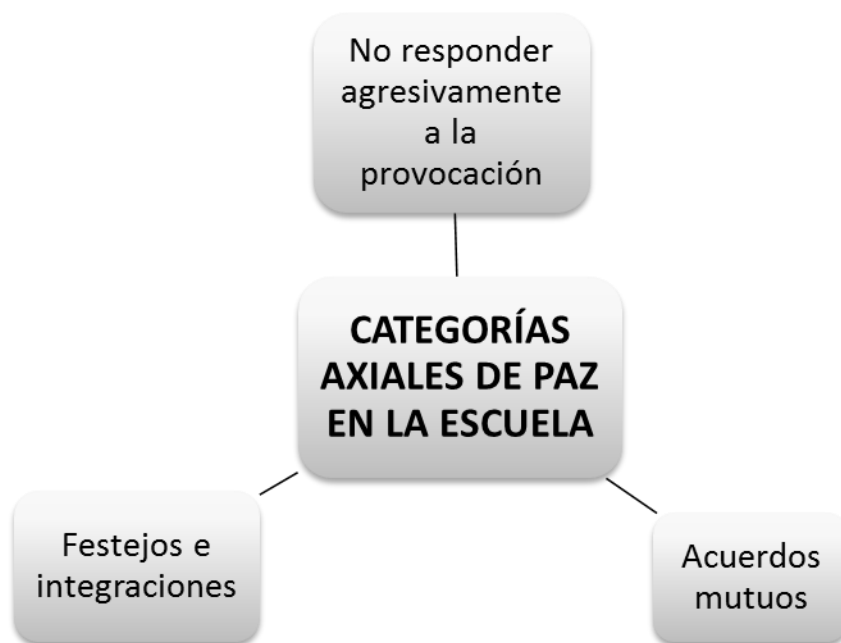 No responder
agresivamente
a la
provocación
CATEGORÍAS
AXIALES DE PAZ
EN LA ESCUELA
Festejos e
integraciones
Acuerdos
mutuos